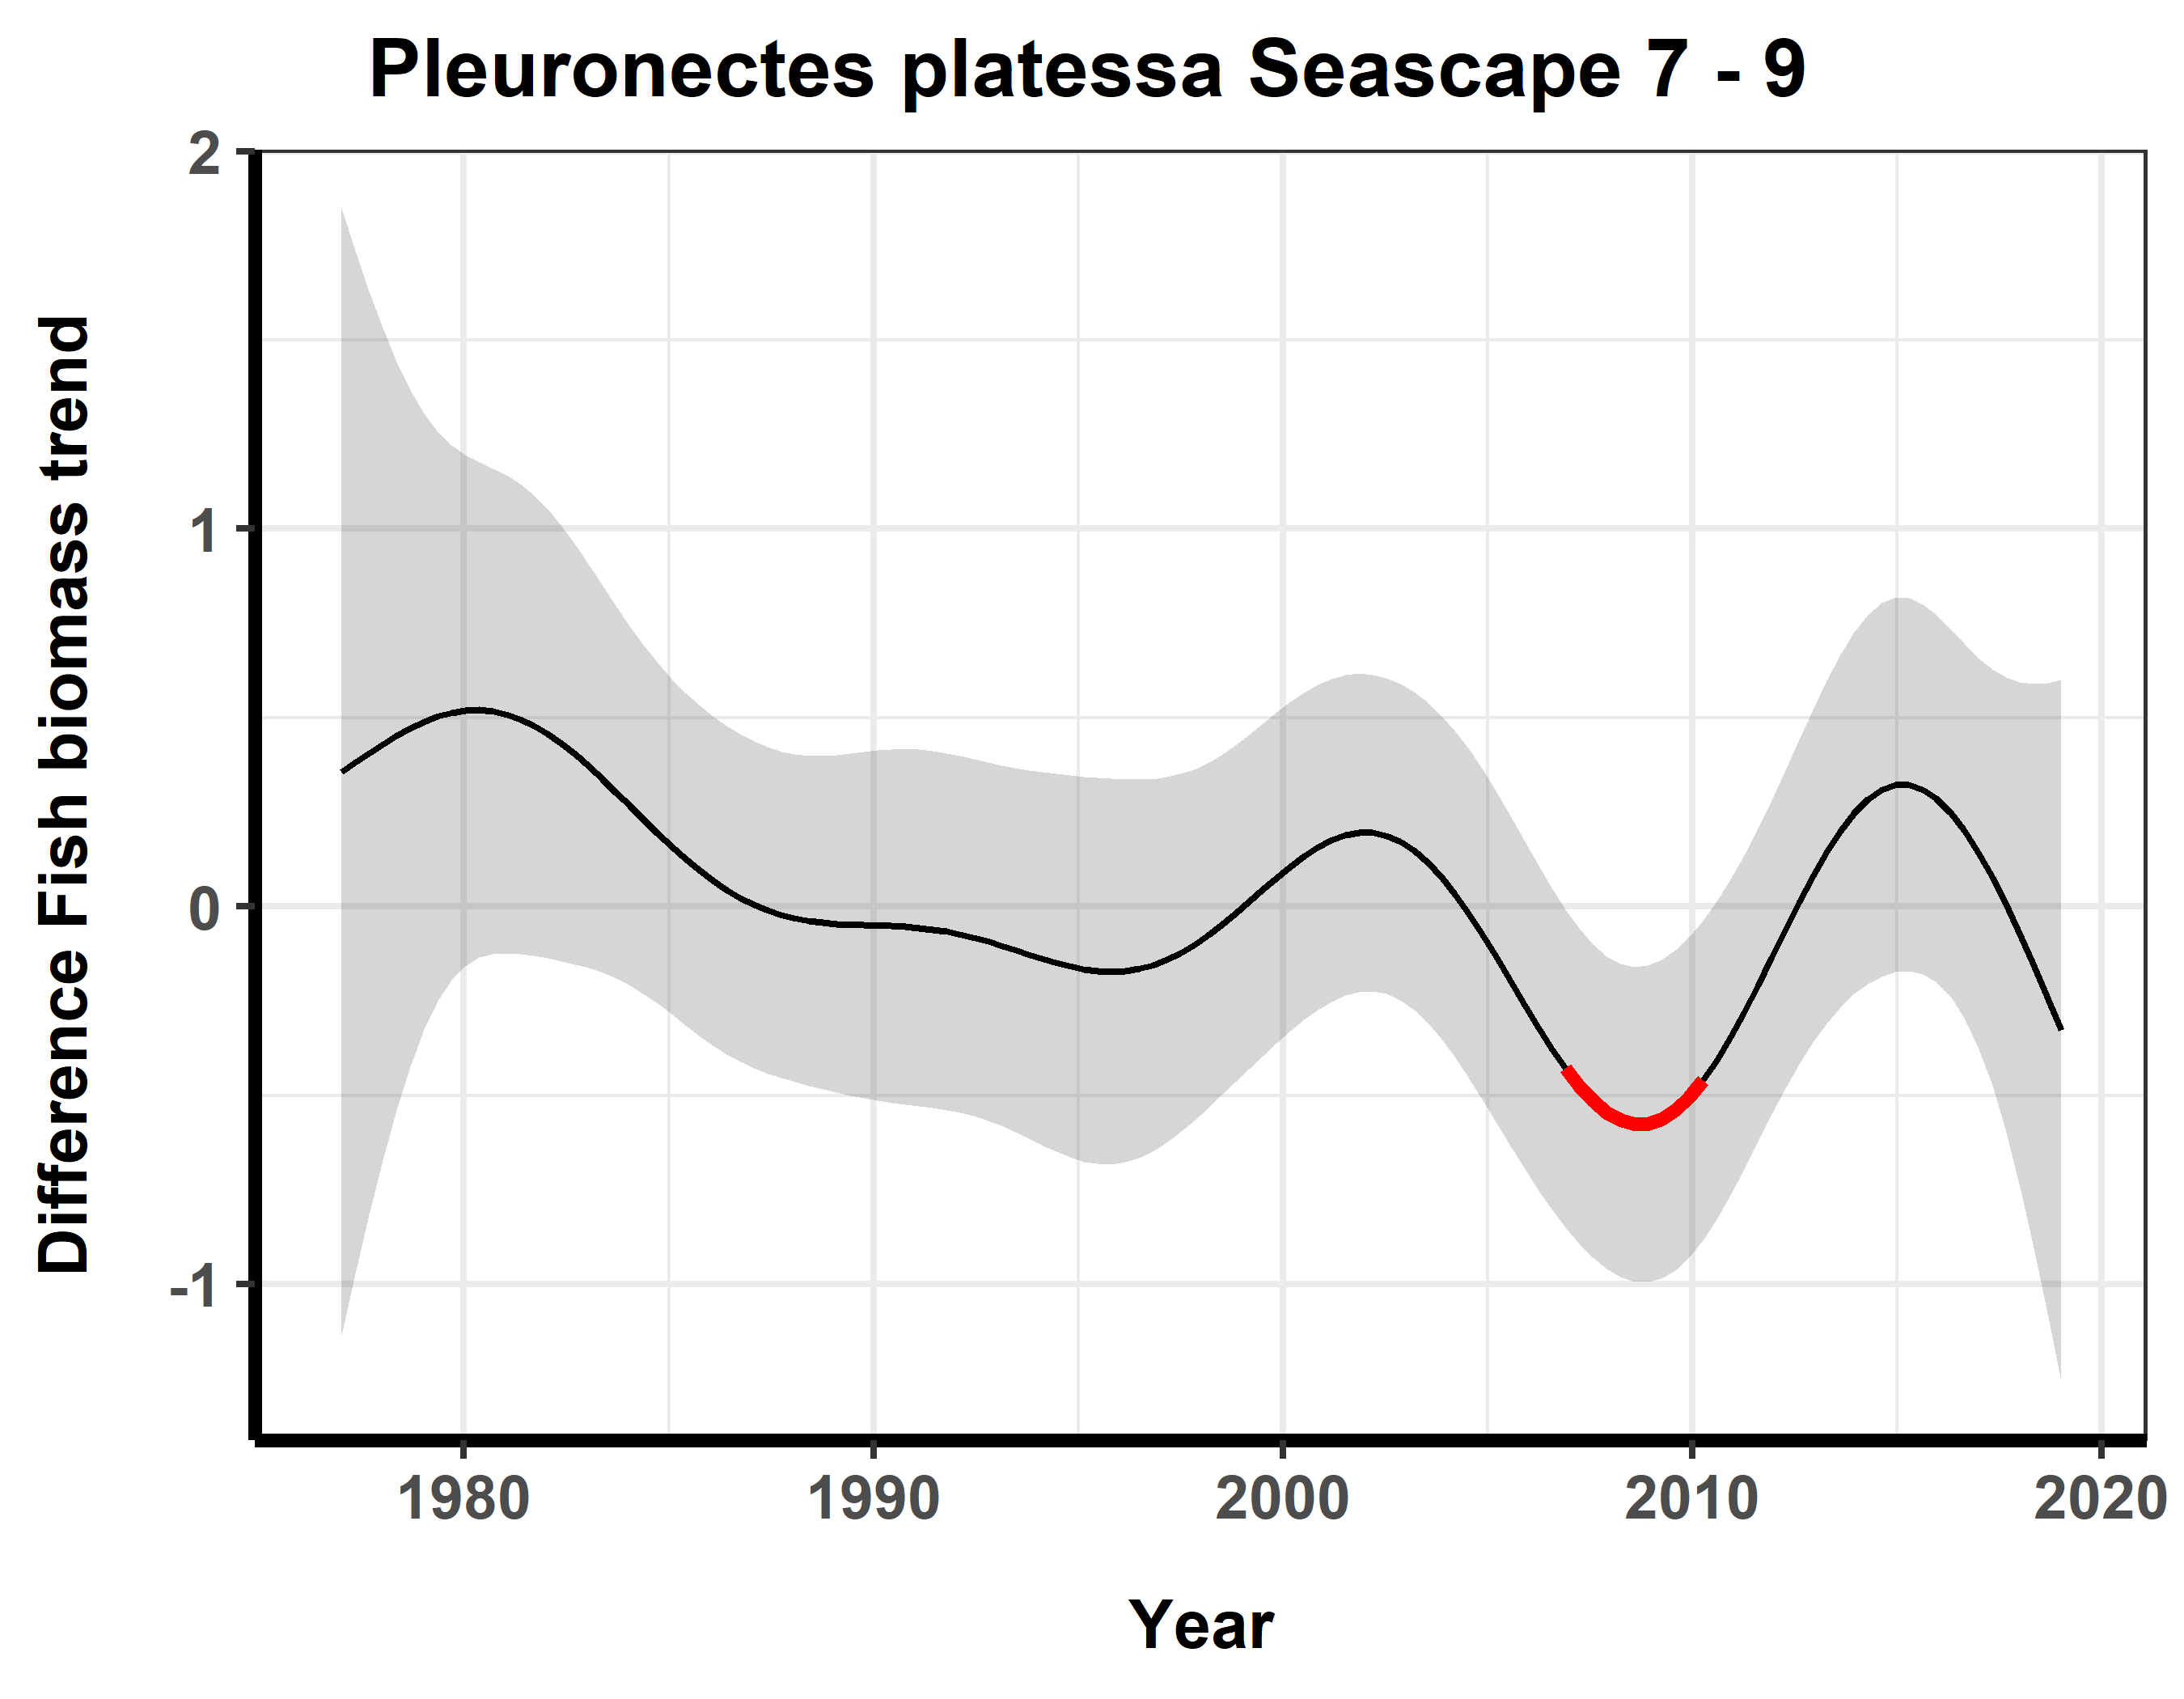 Pleuronectes platessa Seascape 7 - 9
Difference Fish biomass trend
2
1
0
-1
1980 1990 2000 2010 2020
Year